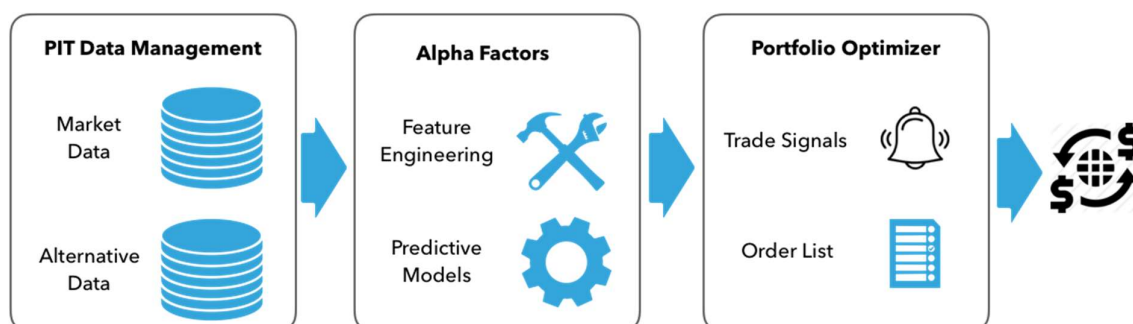 PIT Data Management
Market
Data
Alternative
Data
Alpha Factors
Feature
Engineering
Predictive
Models
Portfolio Optimizer
Trade Signals
Order List
$
$